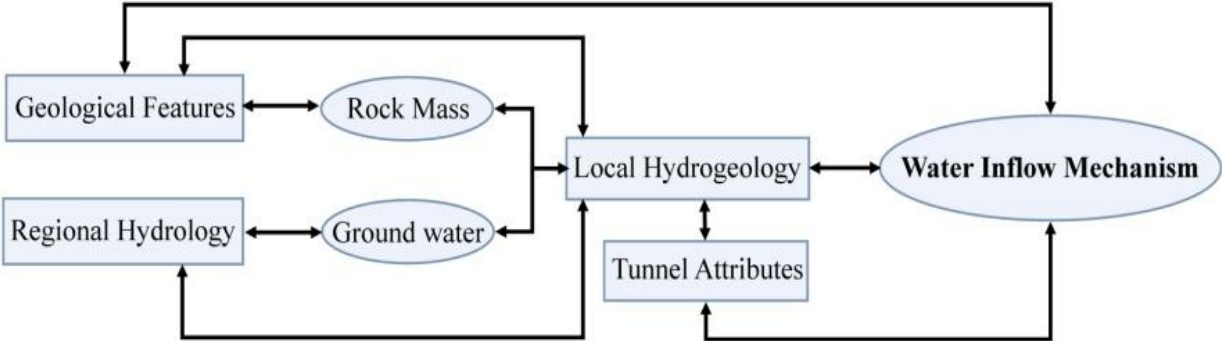 Geological Features
Rock Mass
Local Hydrogeology
Water Inflow Mechanism
Regional Hydrology
Ground water
Tunnel Attributes